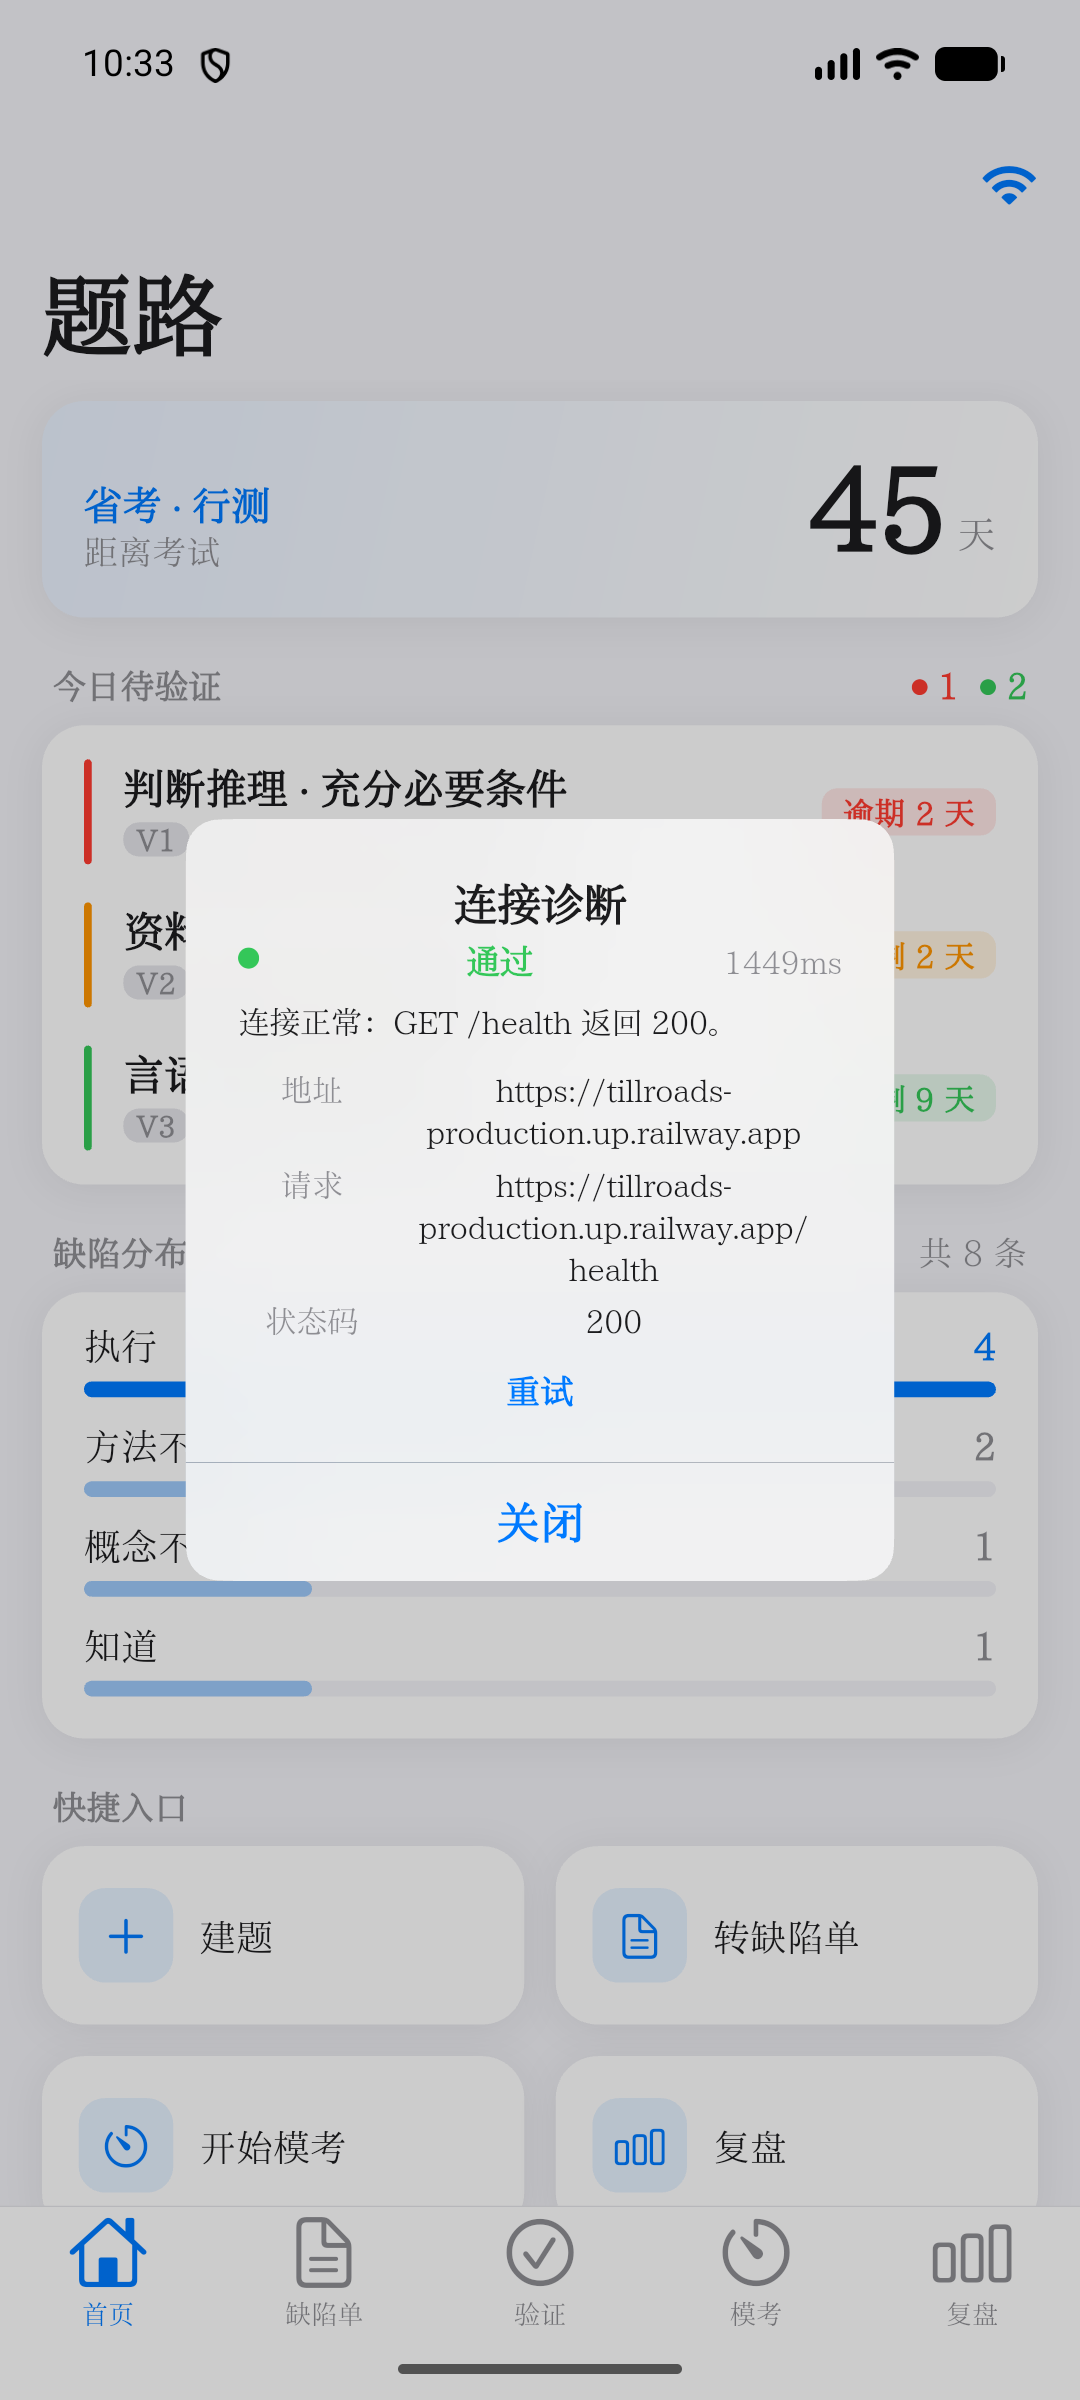 10:33
题路
省考 · 行测
距离考试
45 天
今日待验证
1 2
判断推理 · 充分必要条件
V1
逾期 2 天
连接诊断
通过
1449ms
连接正常：GET /health 返回 200。
地址
https://tillroads-
production.up.railway.app
请求
https://tillroads-
production.up.railway.app/
health
状态码
200
重试
关闭
V2
2 天
V3
9 天
缺陷分布
共 8 条
执行
4
方法不
2
概念不
1
知道
1
快捷入口
建题
转缺陷单
开始模考
复盘
首页
缺陷单
验证
模考
复盘